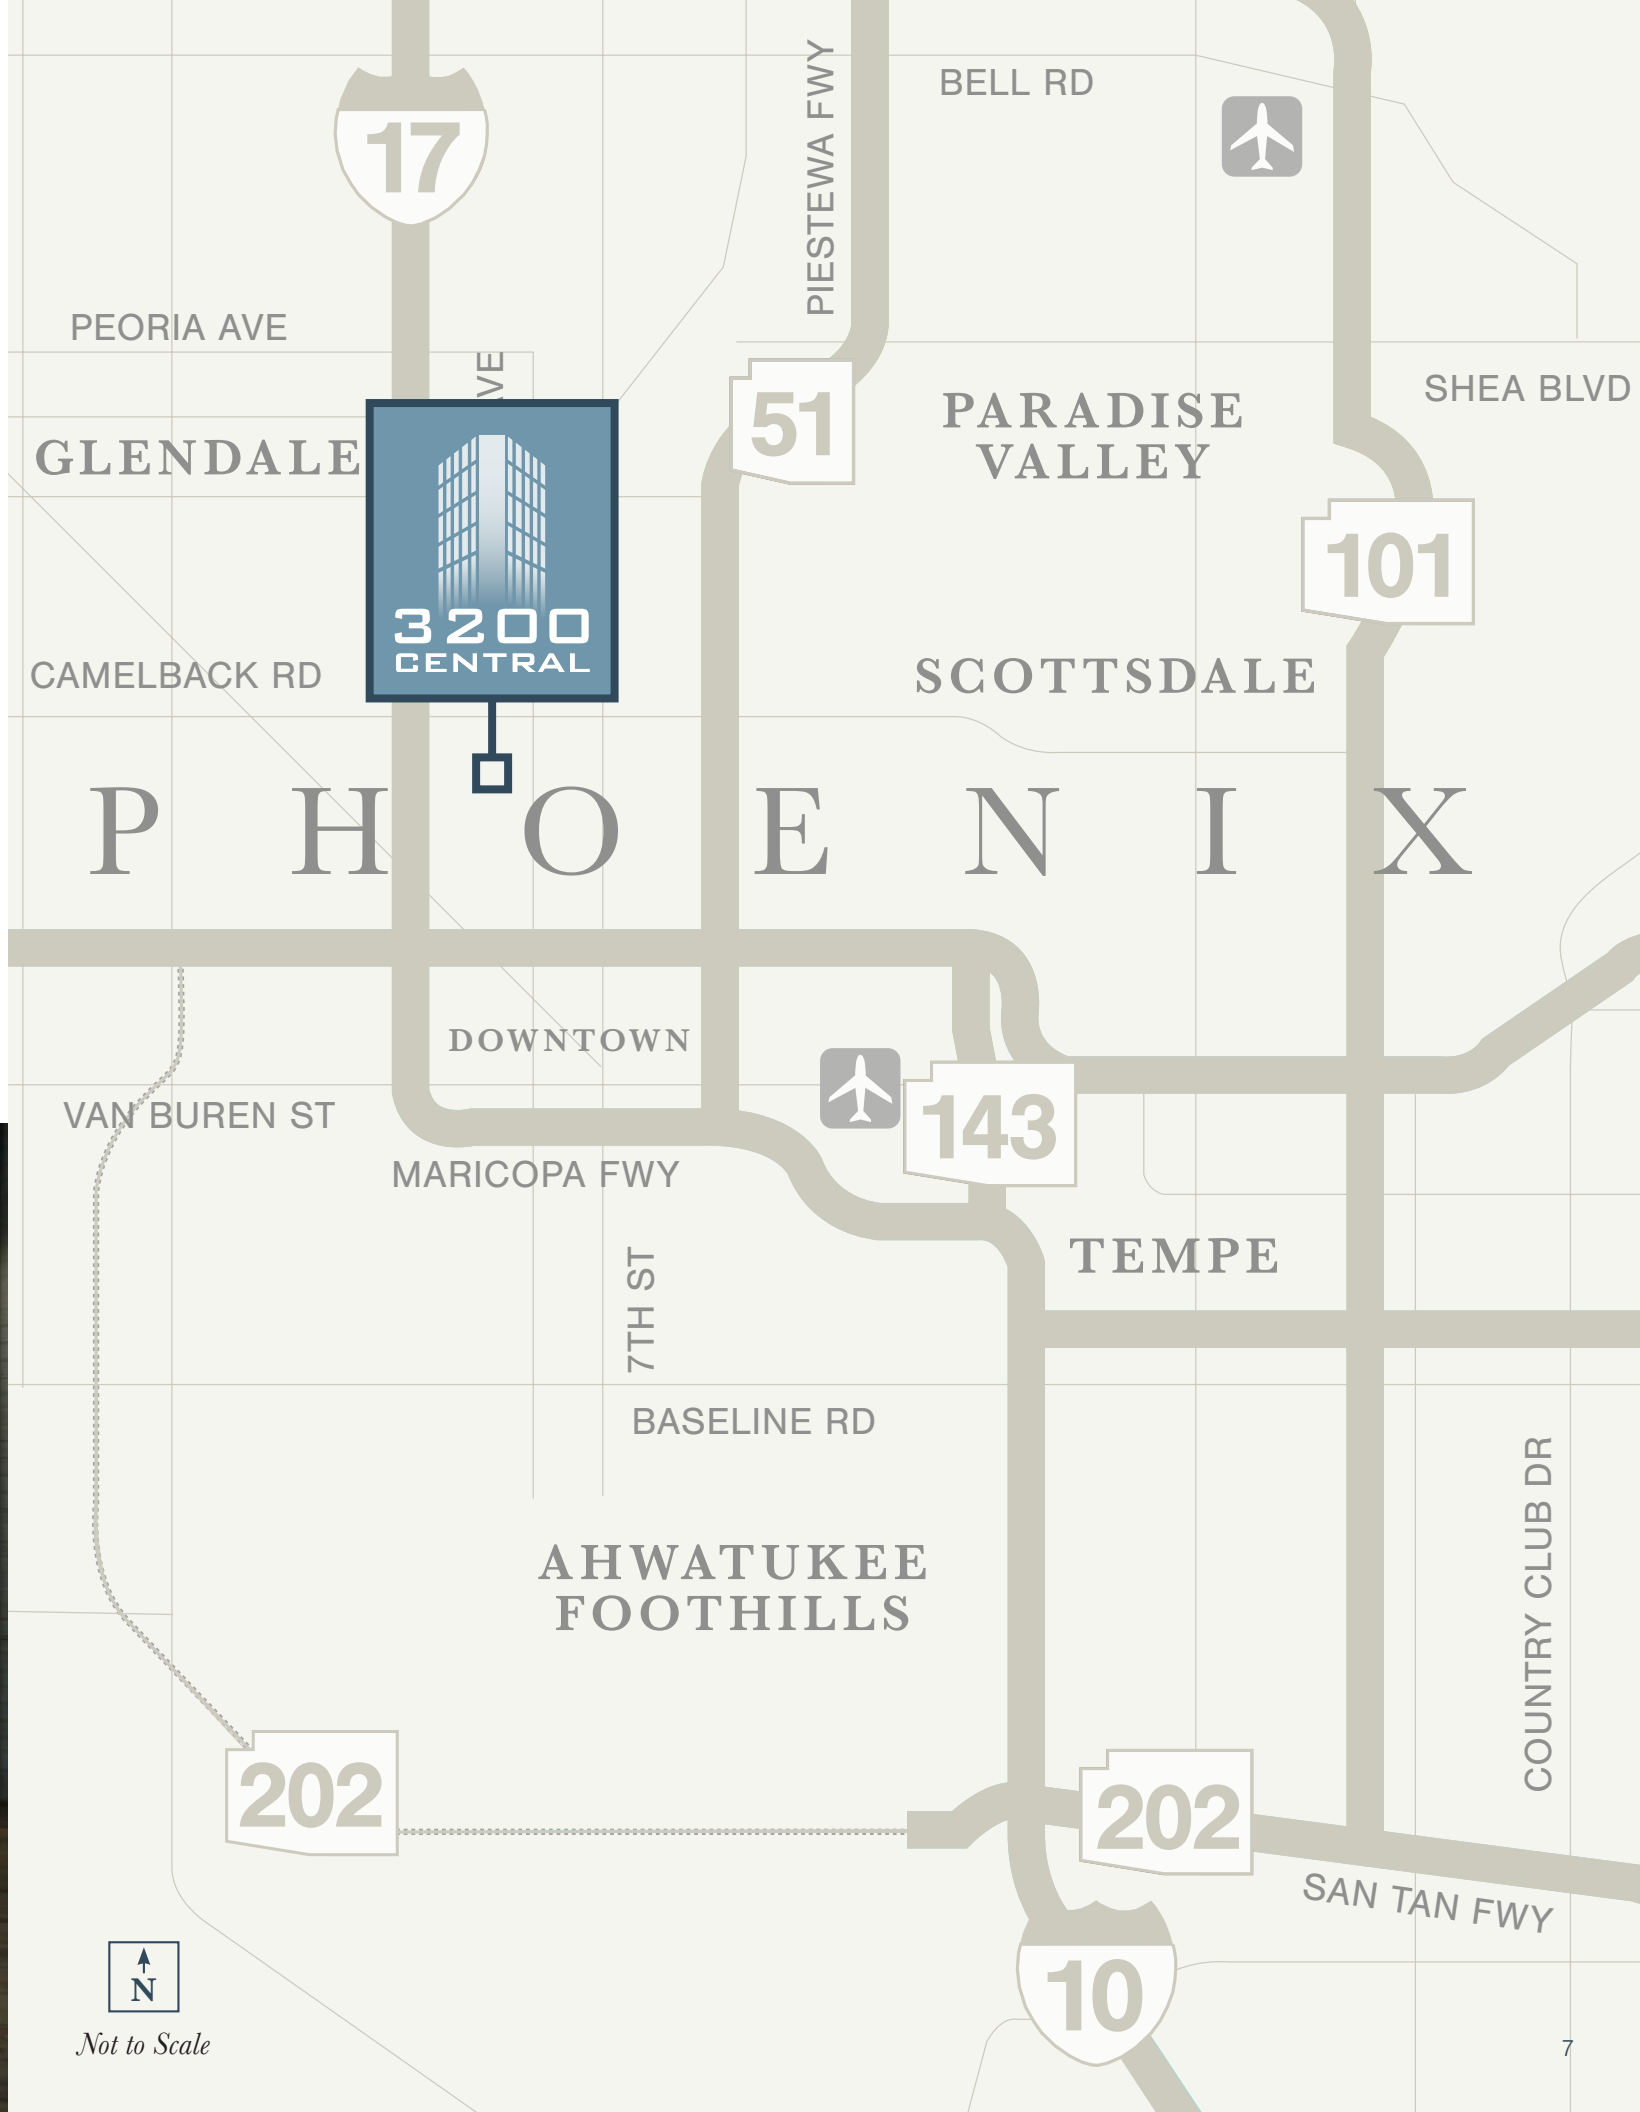 PIESTEWA FWY
BELL RD
17
PEORIA AVE
AVE
51
PARADISE
VALLEY
SHEA BLVD
GLENDALE
101
3200
CENTRAL
CAMELBACK RD
SCOTTSDALE
PHOENIX
DOWNTOWN
VAN BUREN ST
143
MARICOPA FWY
7TH ST
TEMPE
BASELINE RD
COUNTRY CLUB DR
AHWATUKEE
FOOTHILLS
202
202
SAN TAN FWY
10
N
Not to Scale
7